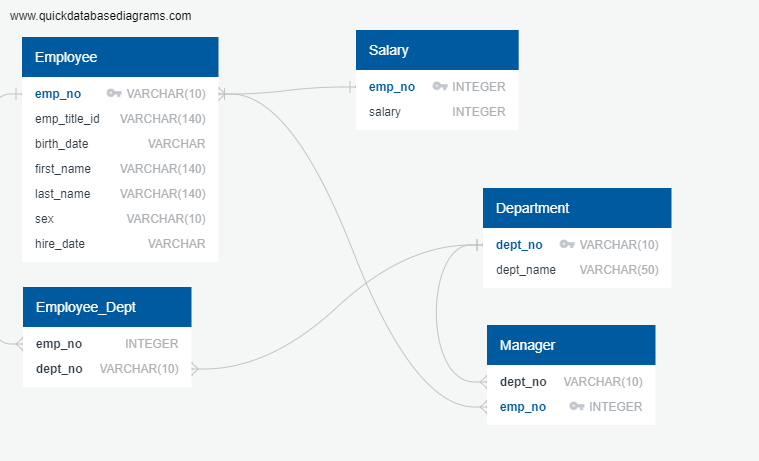 www.quickdatabasediagrams.com
Employee
emp_no VARCHAR(10)
emp_title_id VARCHAR(140)
birth_date VARCHAR
first_name VARCHAR(140)
last_name VARCHAR(140)
sex VARCHAR(10)
hire_date VARCHAR
Salary
emp_no INTEGER
salary INTEGER
Department
dept_no VARCHAR(10)
dept_name VARCHAR(50)
Employee_Dept
emp_no INTEGER
dept_no VARCHAR(10)
Manager
dept_no VARCHAR(10)
emp_no INTEGER